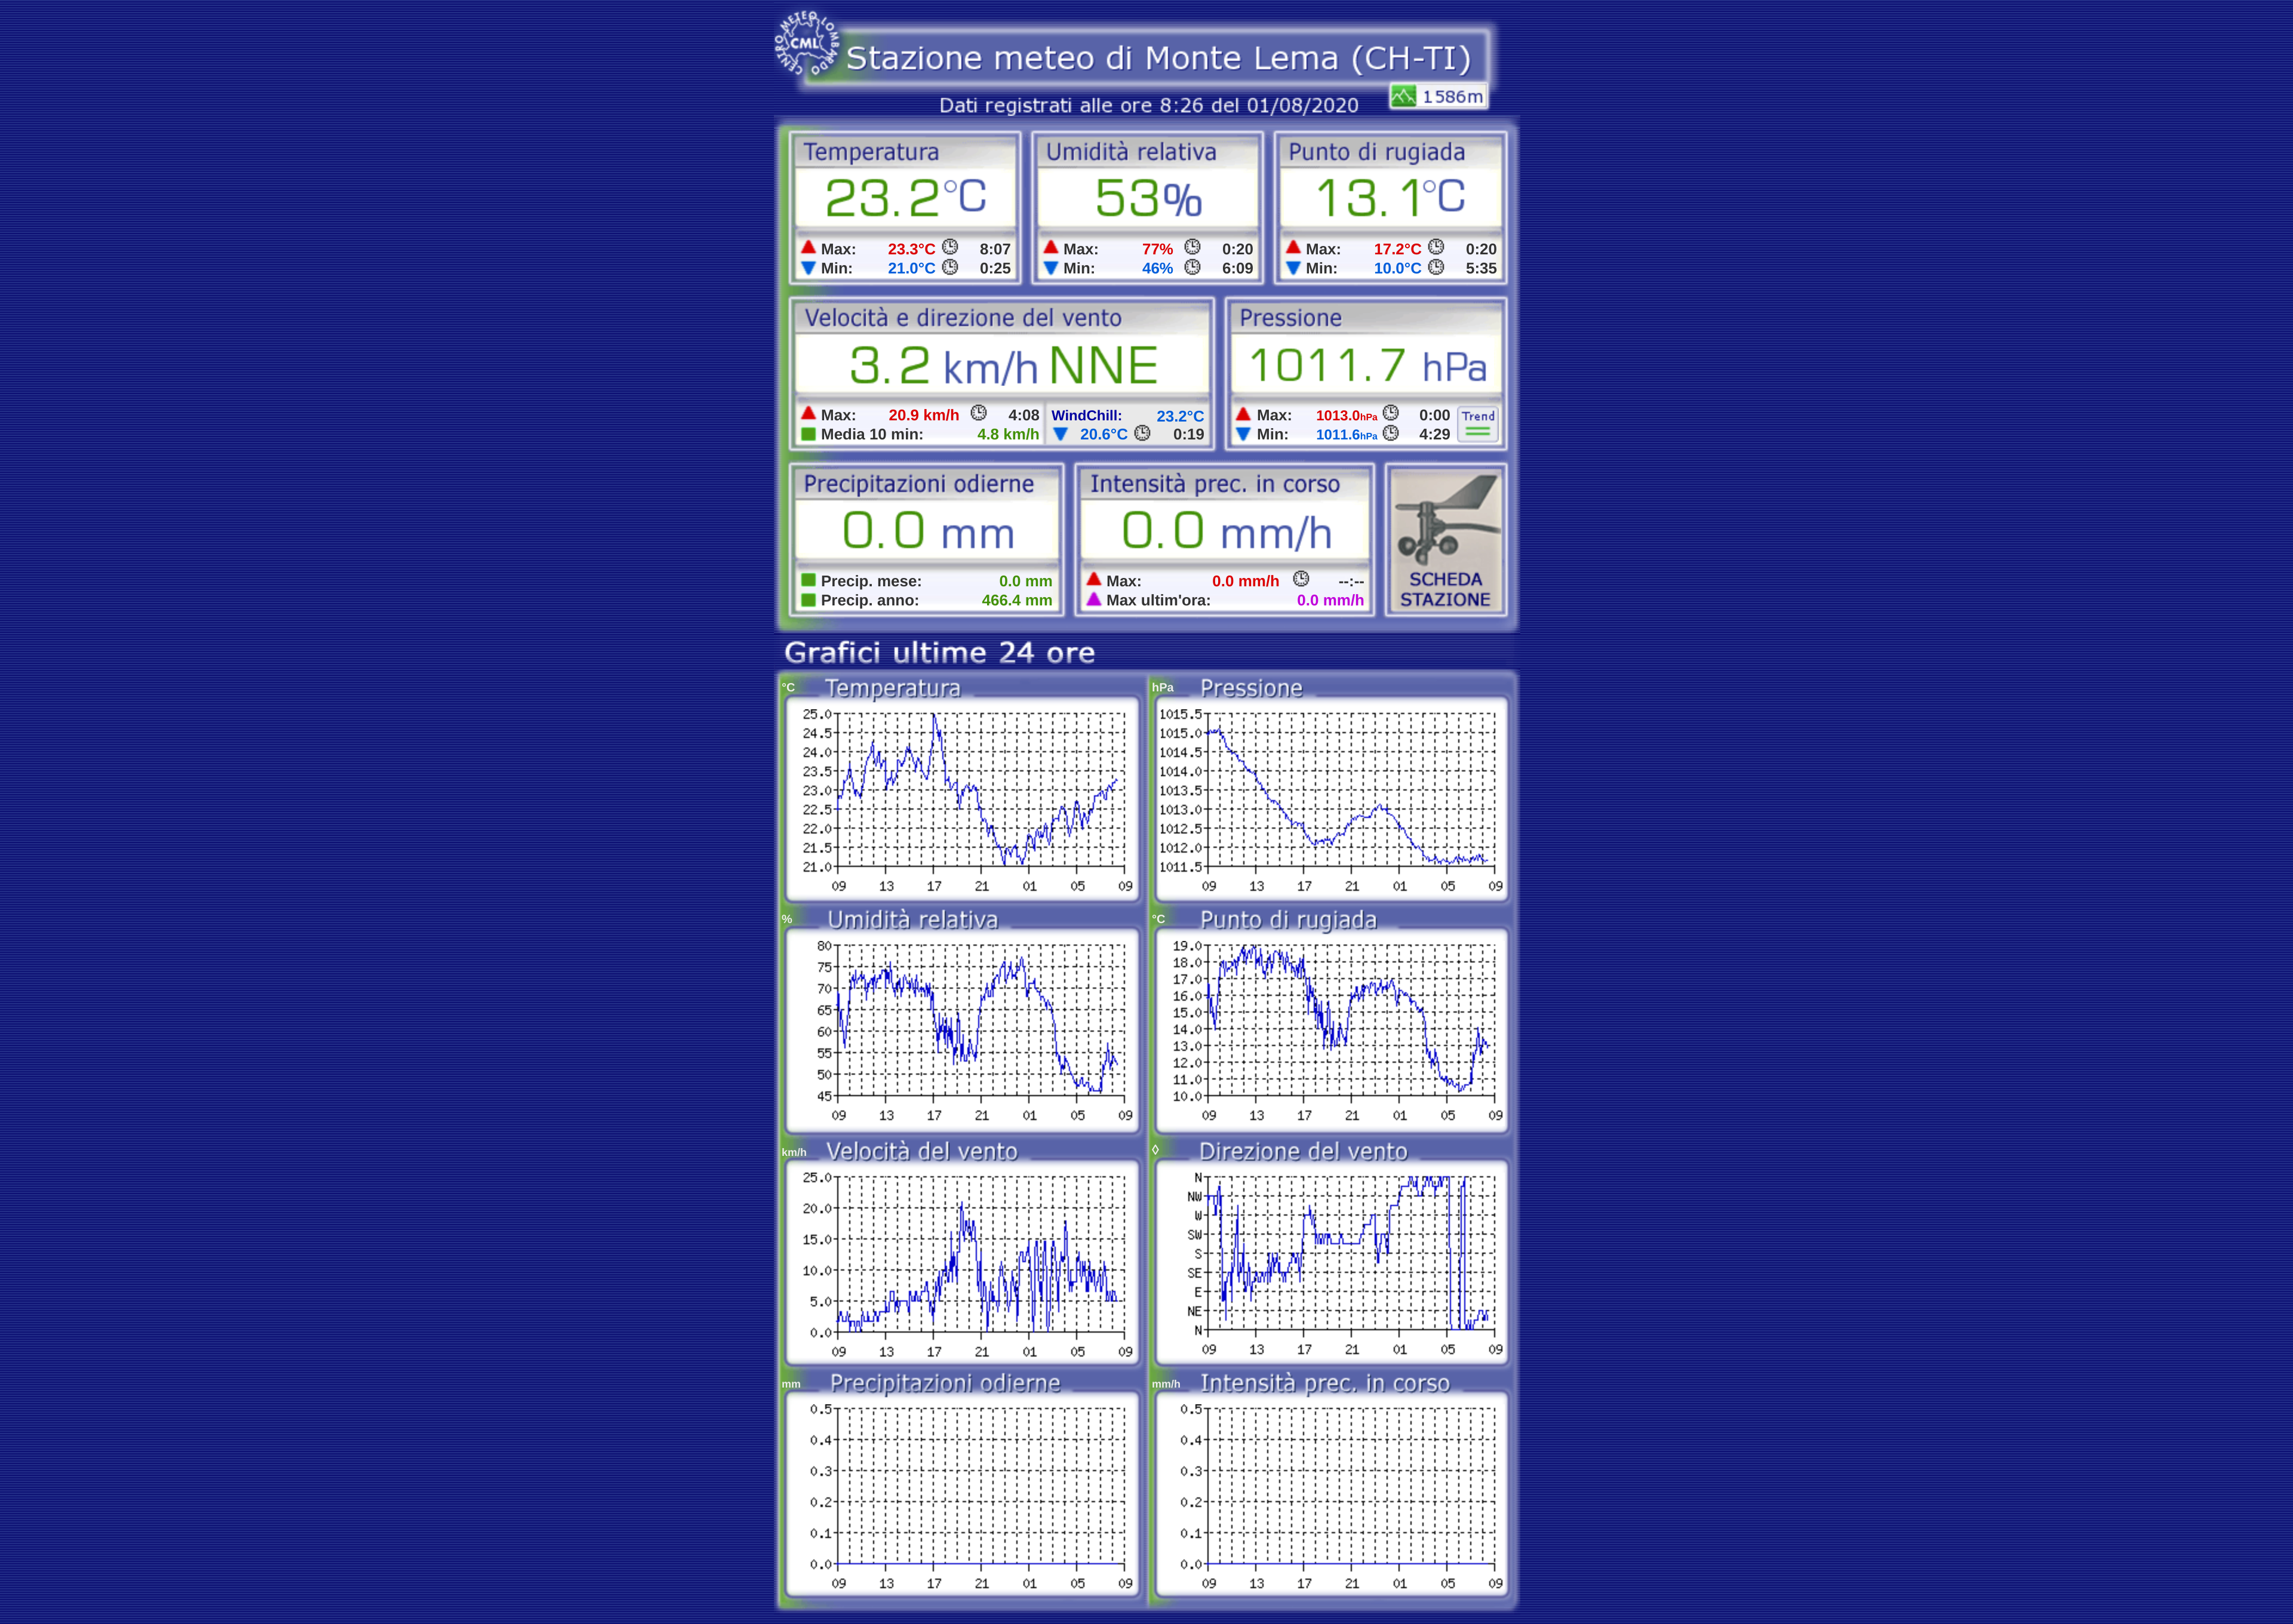 CENTRO METEO LOMBARDO
CML
Stazione meteo di Monte Lema (CH-TI)
Dati registrati alle ore 8:26 del 01/08/2020
1586m
Temperatura
23.2°C
Max: 23.3°C 8:07
Min: 21.0°C 0:25
Umidità relativa
53%
Max: 77% 0:20
Min: 46% 6:09
Punto di rugiada
13.1°C
Max: 17.2°C 0:20
Min: 10.0°C 5:35
Velocità e direzione del vento
3.2 km/h NNE
Max: 20.9 km/h 4:08
Media 10 min: 4.8 km/h
WindChill: 23.2°C
20.6°C 0:19
Pressione
1011.7 hPa
Max: 1013.0hPa 0:00
Min: 1011.6hPa 4:29
Trend
Precipitazioni odierne
0.0 mm
Precip. mese: 0.0 mm
Precip. anno: 466.4 mm
Intensità prec. in corso
0.0 mm/h
Max: 0.0 mm/h --:--
Max ultim'ora: 0.0 mm/h
SCHEDA
STAZIONE
Grafici ultime 24 ore
°C Temperatura
25.0
24.5
24.0
23.5
23.0
22.5
22.0
21.5
21.0
09 13 17 21 01 05 09
hPa Pressione
1015.5
1015.0
1014.5
1014.0
1013.5
1013.0
1012.5
1012.0
1011.5
09 13 17 21 01 05 09
% Umidità relativa
80
75
70
65
60
55
50
45
09 13 17 21 01 05 09
°C Punto di rugiada
19.0
18.0
17.0
16.0
15.0
14.0
13.0
12.0
11.0
10.0
09 13 17 21 01 05 09
km/h Velocità del vento
25.0
20.0
15.0
10.0
5.0
0.0
09 13 17 21 01 05 09
◊ Direzione del vento
N
NW
W
SW
S
SE
E
NE
N
09 13 17 21 01 05 09
mm Precipitazioni odierne
0.5
0.4
0.3
0.2
0.1
0.0
09 13 17 21 01 05 09
mm/h Intensità prec. in corso
0.5
0.4
0.3
0.2
0.1
0.0
09 13 17 21 01 05 09